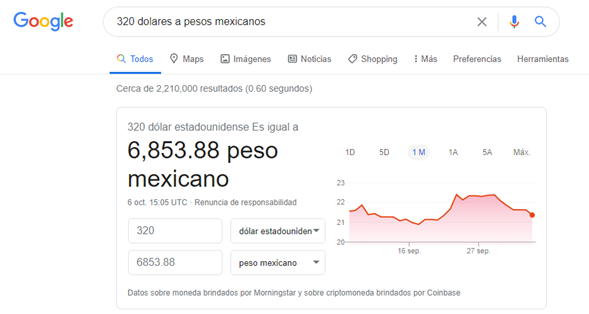 Google
320 dolares a pesos mexicanos
Todos Maps Imágenes Noticias Shopping Más Preferencias Herramientas
Cerca de 2,210,000 resultados (0.60 segundos)
320 dólar estadounidense Es igual a
6,853.88 peso
mexicano
6 oct. 15:05 UTC · Renuncia de responsabilidad
320 dólar estadouniden
6853.88 peso mexicano
1D 5D 1 M 1A 5A Máx.
23
22
21
20
16 sep. 27 sep.
Datos sobre moneda brindados por Morningstar y sobre criptomoneda brindados por Coinbase